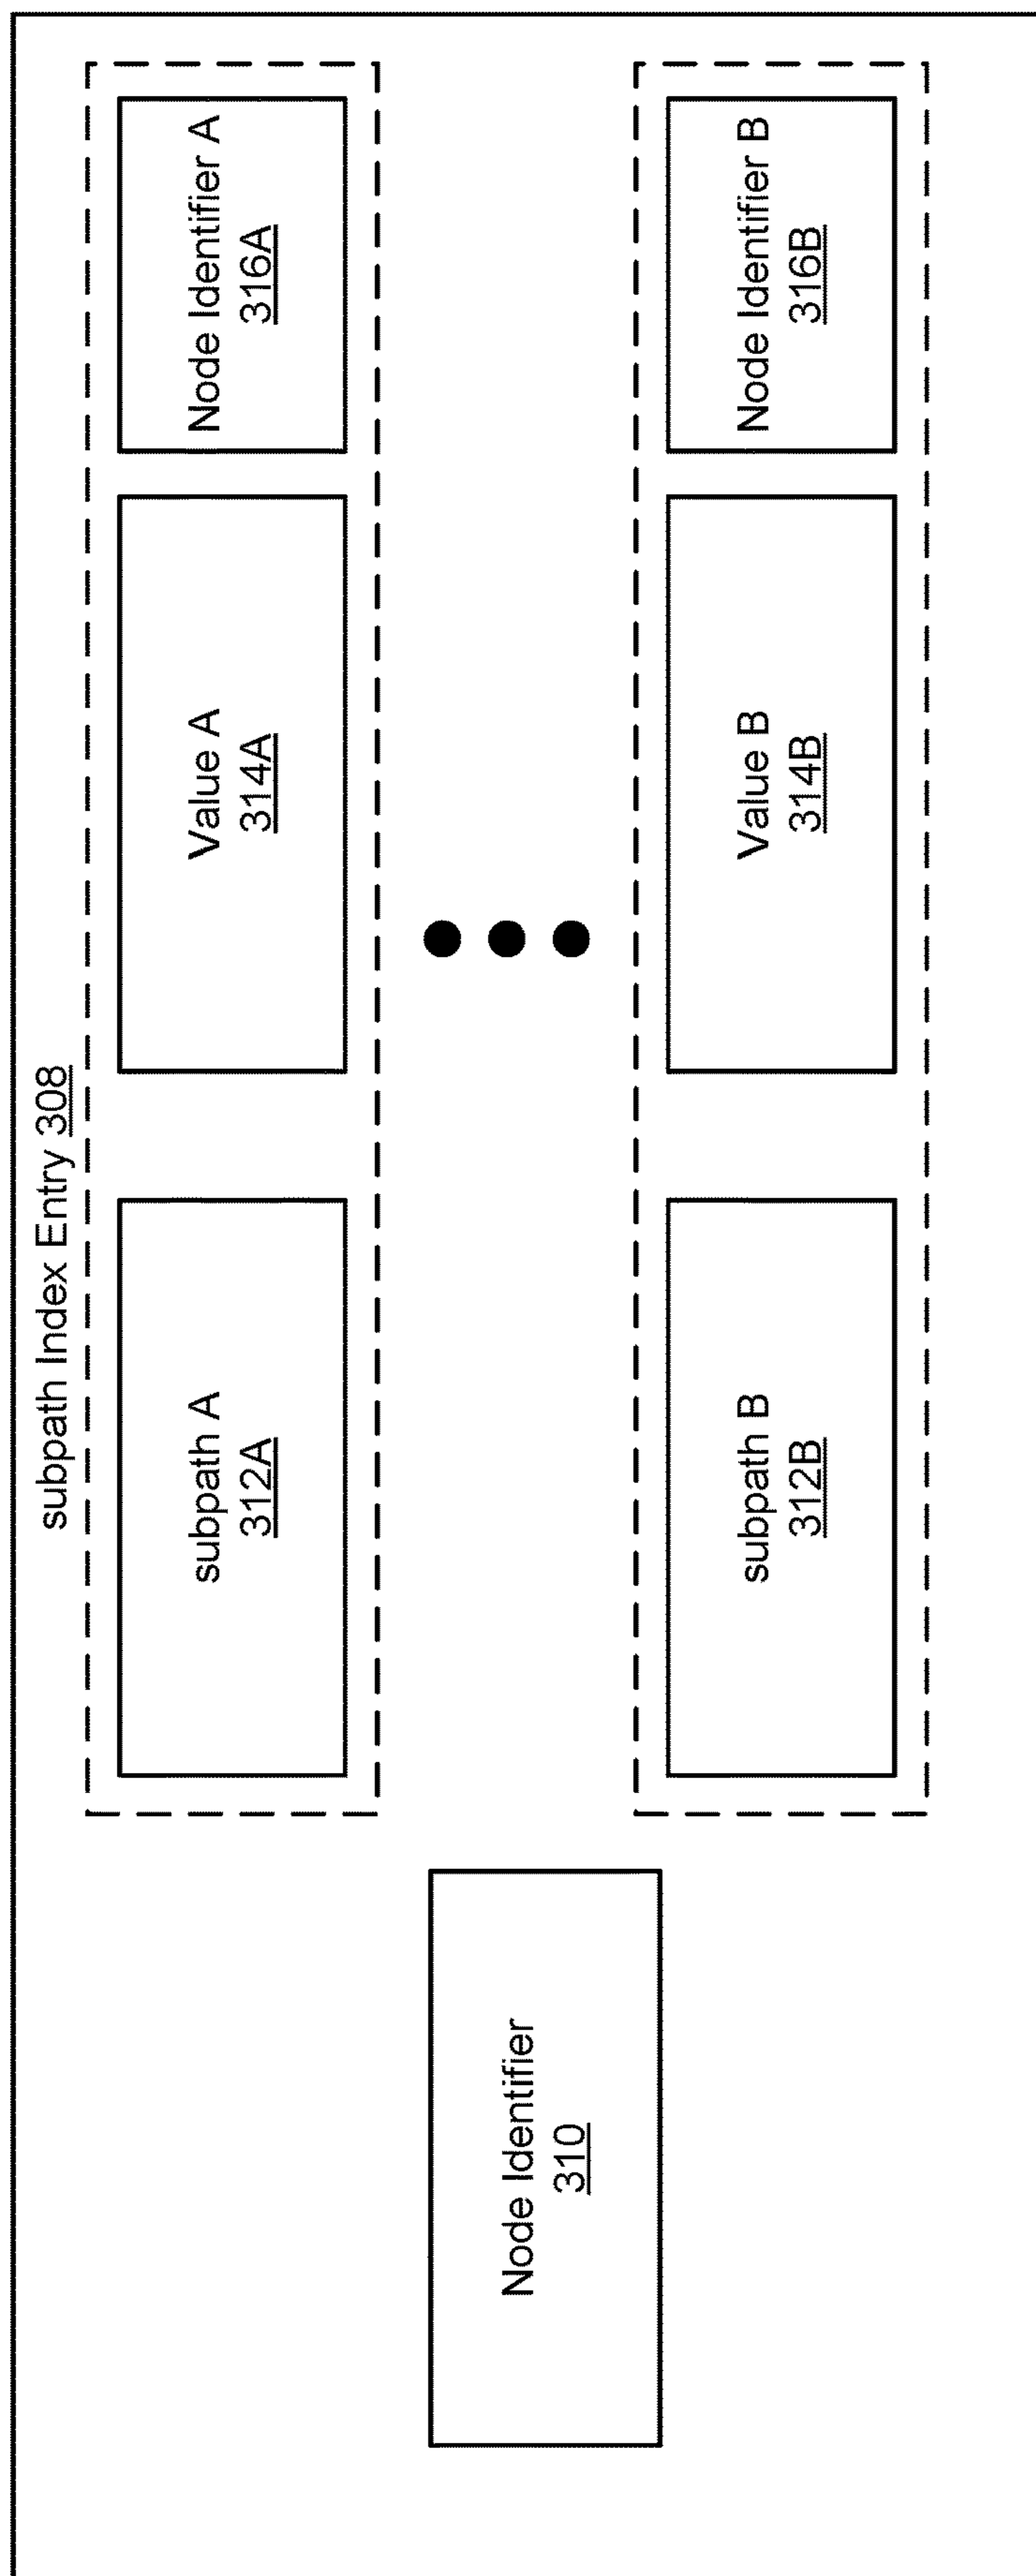 subpath Index Entry 308
Node Identifier
310
subpath A
312A
Value A
314A
Node Identifier A
316A
subpath B
312B
Value B
314B
Node Identifier B
316B